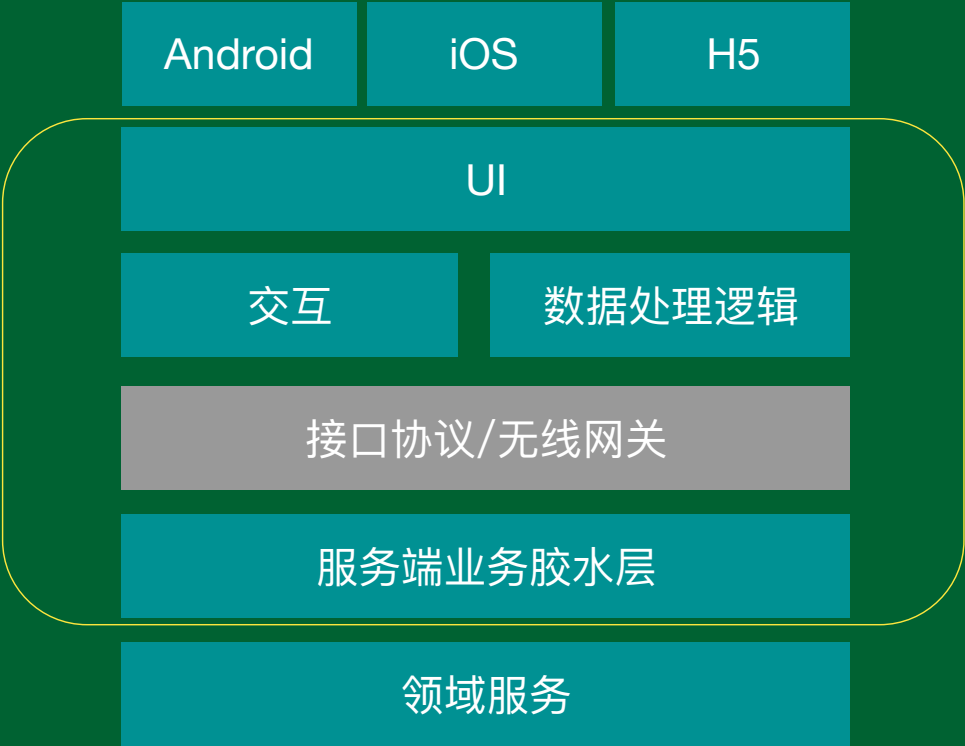 Android iOS H5
UI
交互 数据处理逻辑
接口协议/无线网关
服务端业务胶水层
领域服务